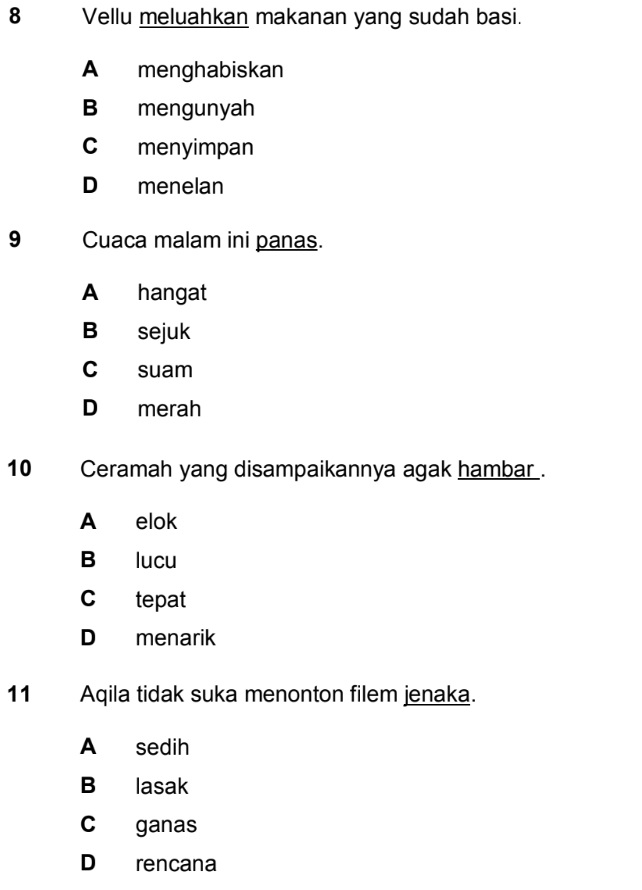 8 Vellu meluahkan makanan yang sudah basi.
A menghabiskan
B mengunyah
C menyimpan
D menelan
9 Cuaca malam ini panas.
A hangat
B sejuk
C suam
D merah
10 Ceramah yang disampaikannya agak hambar .
A elok
B lucu
C tepat
D menarik
11 Aqila tidak suka menonton filem jenaka.
A sedih
B lasak
C ganas
D rencana